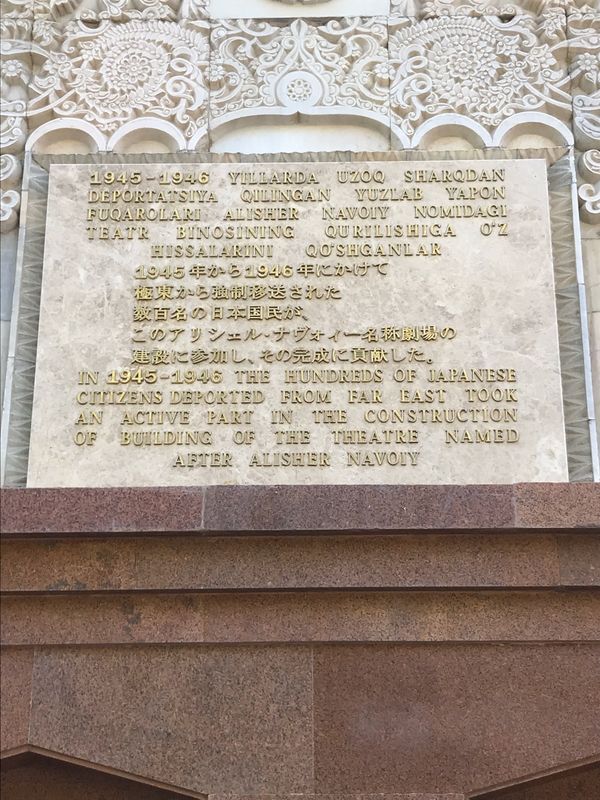 1945-1946 YILLARDA UZOQ SHARQDAN
DEPORTATSIYA QILINGAN YUZLAB YAPON
FUQAROLARI ALISHER NAVOIY NOMIDAGI
TEATR BINOSINING QURILISHIGA O'Z
HISSALARINI QO'SHGANLAR
1945年から1946年にかけて
極東から強制移送された
数百名の日本国民が、
このアリシェル・ナヴォイー名称劇場の
建設に参加し、その完成に貢献した。
IN 1945-1946 THE HUNDREDS OF JAPANESE
CITIZENS DEPORTED FROM FAR EAST TOOK
AN ACTIVE PART IN THE CONSTRUCTION
OF BUILDING OF THE THEATRE NAMED
AFTER ALISHER NAVOIY